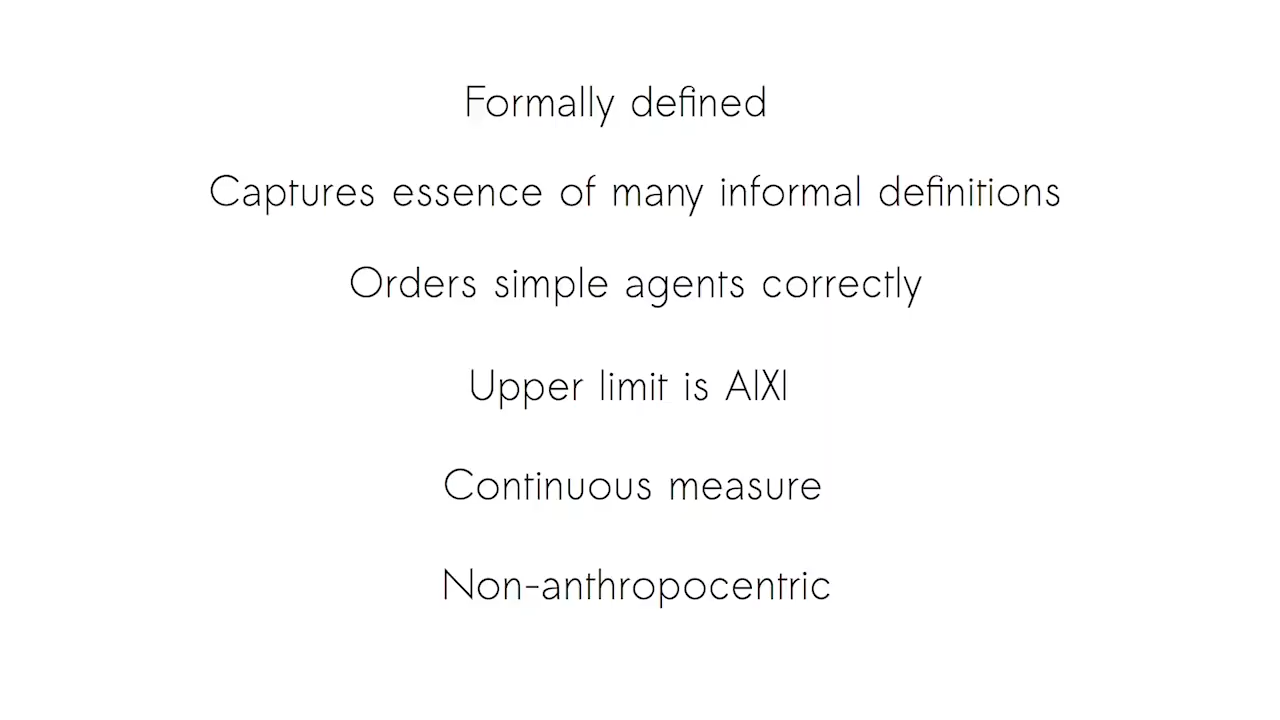 Formally defined
Captures essence of many informal definitions
Orders simple agents correctly
Upper limit is AIXI
Continuous measure
Non-anthropocentric